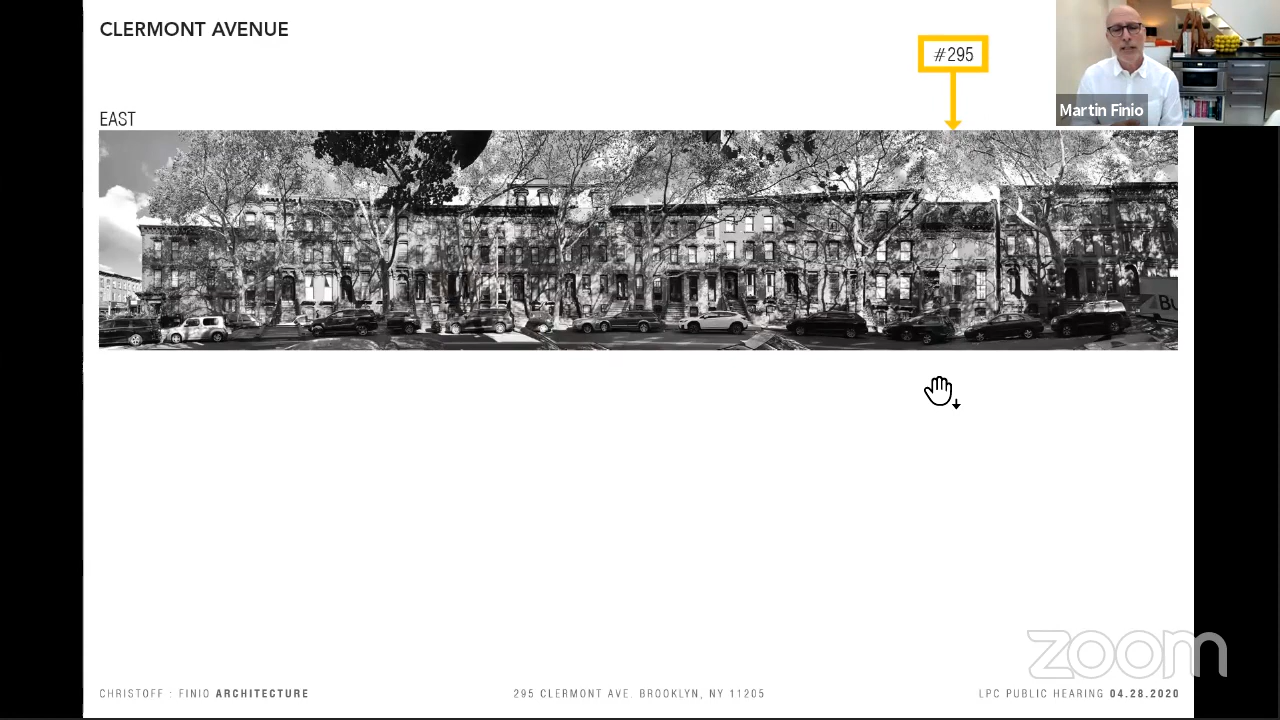 CLERMONT AVENUE
#295
Martin Finio
EAST
Bu
zoom
CHRISTOFF : FINIO ARCHITECTURE
295 CLERMONT AVE. BROOKLYN, NY 11205
LPC PUBLIC HEARING 04.28.2020